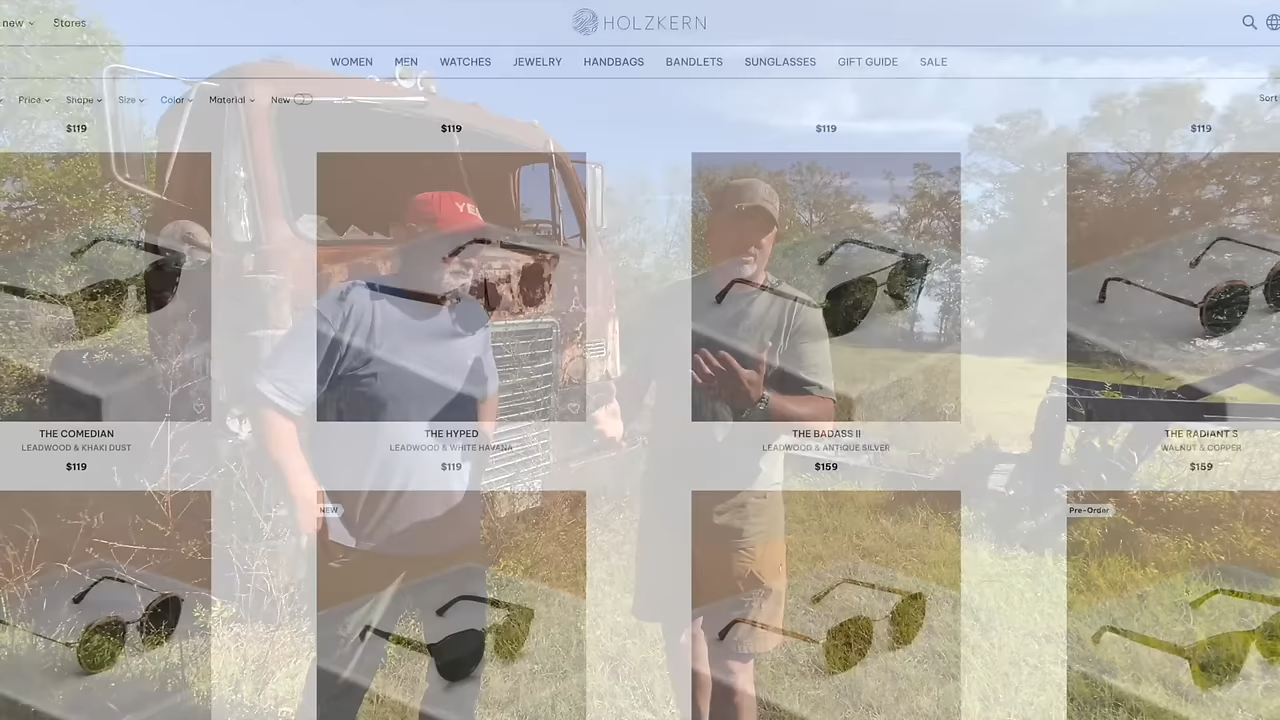 new Stores
HOLZKERN
WOMEN MEN WATCHES JEWELRY HANDBAGS BANDLETS SUNGLASSES GIFT GUIDE SALE
Price Shape Size Color Material New Sort
$119 $119 $119 $119
YE
THE COMEDIAN THE HYPED THE BADASS II THE RADIANT S
LEADWOOD & KHAKI DUST LEADWOOD & WHITE HAVANA LEADWOOD & ANTIQUE SILVER WALNUT & COPPER
$119 $119 $159 $159
NEW Pre-Order